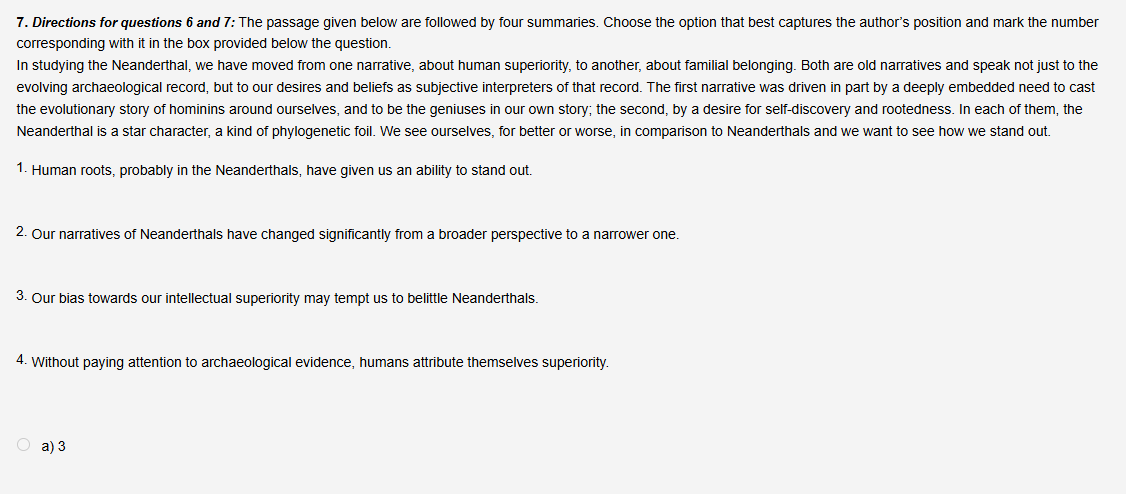 7. Directions for questions 6 and 7: The passage given below are followed by four summaries. Choose the option that best captures the author's position and mark the number
corresponding with it in the box provided below the question.
In studying the Neanderthal, we have moved from one narrative, about human superiority, to another, about familial belonging. Both are old narratives and speak not just to the
evolving archaeological record, but to our desires and beliefs as subjective interpreters of that record. The first narrative was driven in part by a deeply embedded need to cast
the evolutionary story of hominins around ourselves, and to be the geniuses in our own story; the second, by a desire for self-discovery and rootedness. In each of them, the
Neanderthal is a star character, a kind of phylogenetic foil. We see ourselves, for better or worse, in comparison to Neanderthals and we want to see how we stand out.
1. Human roots, probably in the Neanderthals, have given us an ability to stand out.
2. Our narratives of Neanderthals have changed significantly from a broader perspective to a narrower one.
3. Our bias towards our intellectual superiority may tempt us to belittle Neanderthals.
4. Without paying attention to archaeological evidence, humans attribute themselves superiority.
a) 3